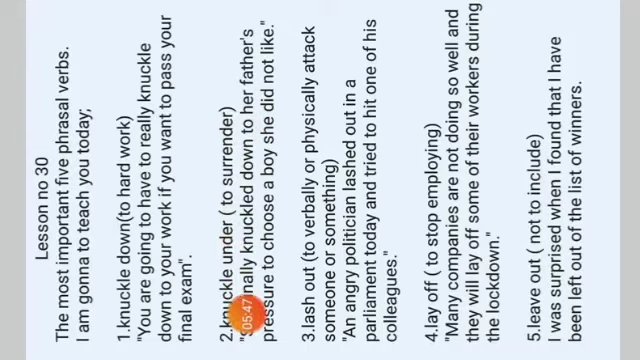 Lesson no 30
The most important five phrasal verbs.
I am gonna to teach you today;
1.knuckle down(to hard work)
"You are going to have to really knuckle
down to your work if you want to pass your
final exam".
2.knuckle under ( to surrender)
knuckled down to her father's
pressure to choose a boy she did not like."
3.lash out (to verbally or physically attack
someone or something)
"An angry politician lashed out in a
parliament today and tried to hit one of his
colleagues."
4.lay off ( to stop employing)
"Many companies are not doing so well and
they will lay off some of their workers during
the lockdown."
5.leave out ( not to include)
I was surprised when I found that I have
been left out of the list of winners.
05:47